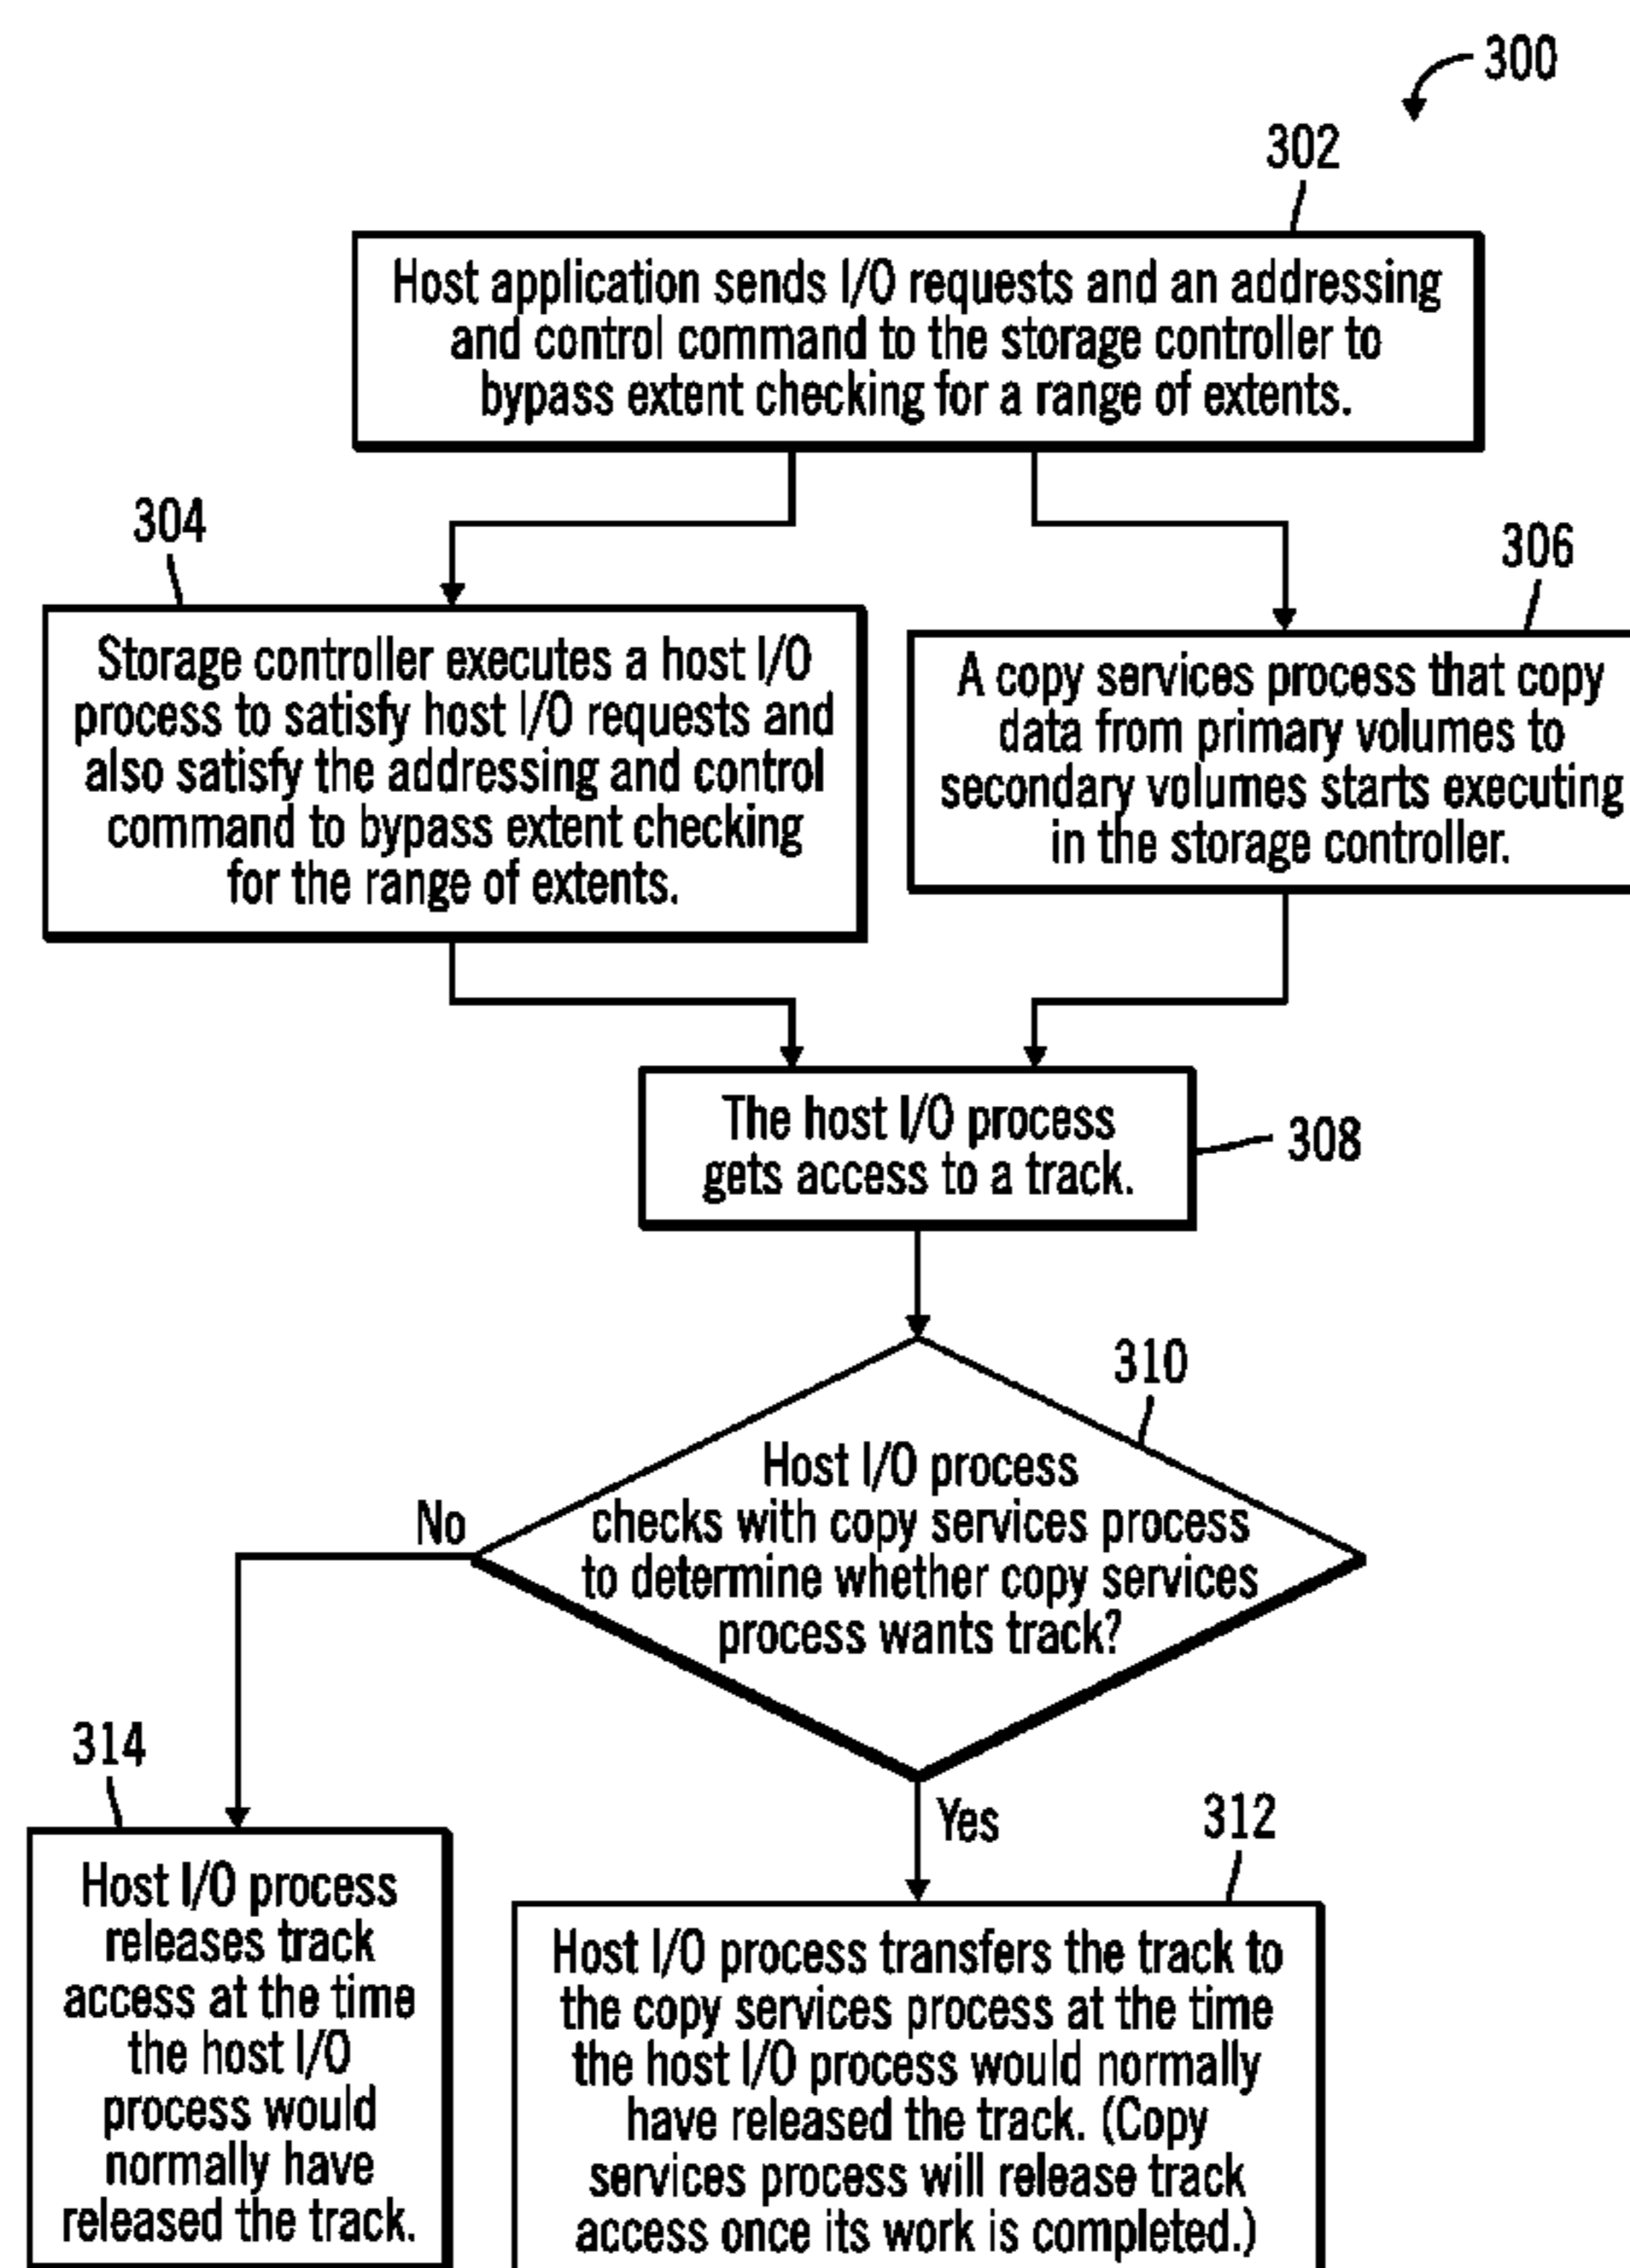 300
302
Host application sends I/O requests and an addressing
and control command to the storage controller to
bypass extent checking for a range of extents.
304
Storage controller executes a host I/O
process to satisfy host I/O requests and
also satisfy the addressing and control
command to bypass extent checking
for the range of extents.
306
A copy services process that copy
data from primary volumes to
secondary volumes starts executing
in the storage controller.
The host I/O process
gets access to a track.
308
310
Host I/O process
checks with copy services process
to determine whether copy services
process wants track?
No
Yes
314
Host I/O process
releases track
access at the time
the host I/O
process would
normally have
released the track.
312
Host I/O process transfers the track to
the copy services process at the time
the host I/O process would normally
have released the track. (Copy
services process will release track
access once its work is completed.)